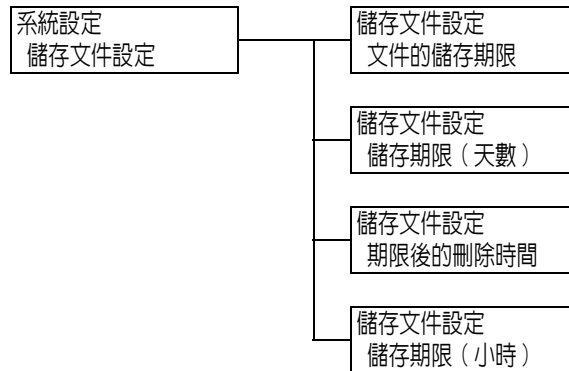 系統設定
儲存文件設定
儲存文件設定
文件的儲存期限
儲存文件設定
儲存期限（天數）
儲存文件設定
期限後的刪除時間
儲存文件設定
儲存期限（小時）